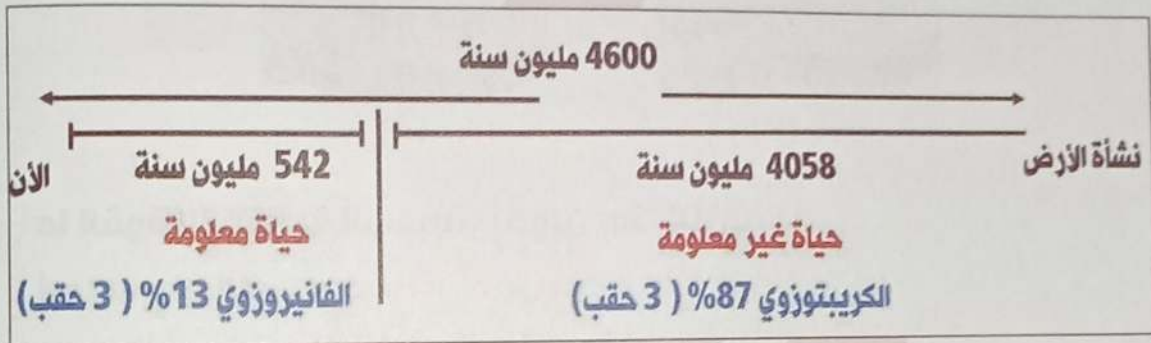 4600 مليون سنة
نشأة الأرض
4058 مليون سنة
542 مليون سنة
الأن
حياة غير معلومة
حياة معلومة
الكريبتوزوي 87% ( 3 حقب)
الفانيروزوي 13% ( 3 حقب)